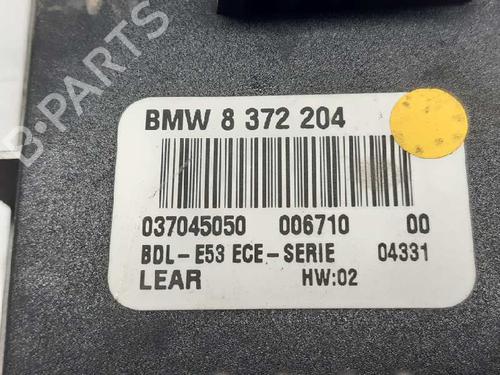 B-PARTS
BMW 8 372 204
037045050 006710 00
BDL-E53 ECE-SERIE 04331
LEAR HW:02